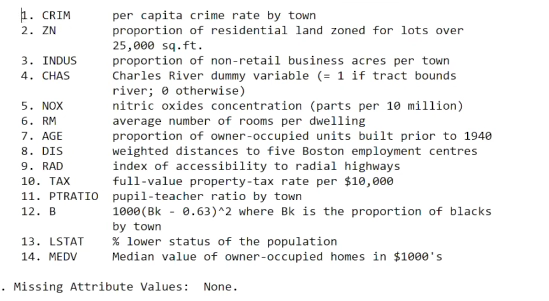 1. CRIM per capita crime rate by town
2. ZN proportion of residential land zoned for lots over
25,000 sq.ft.
3. INDUS proportion of non-retail business acres per town
4. CHAS Charles River dummy variable (= 1 if tract bounds
river; 0 otherwise)
5. NOX nitric oxides concentration (parts per 10 million)
6. RM average number of rooms per dwelling
7. AGE proportion of owner-occupied units built prior to 1940
8. DIS weighted distances to five Boston employment centres
9. RAD index of accessibility to radial highways
10. TAX full-value property-tax rate per $10,000
11. PTRATIO pupil-teacher ratio by town
12. B 1000(Bk - 0.63)^2 where Bk is the proportion of blacks
by town
13. LSTAT % lower status of the population
14. MEDV Median value of owner-occupied homes in $1000's
. Missing Attribute Values: None.